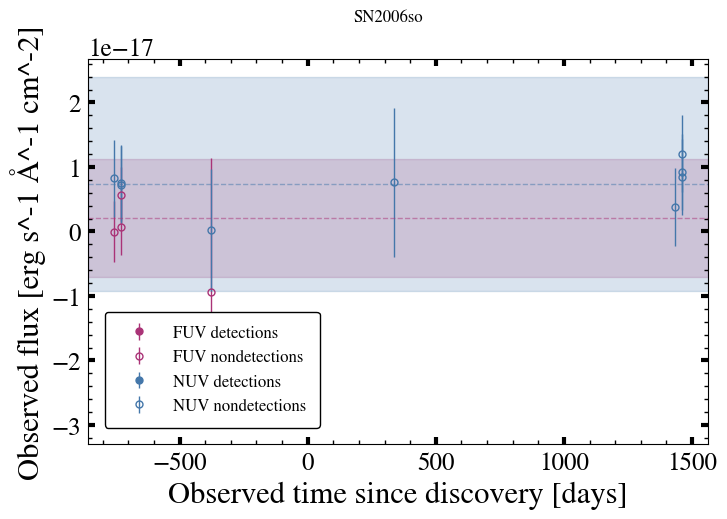 SN2006so
1e−17
Observed flux [erg s^-1 Å^-1 cm^-2]
2
1
0
−1
−2
−3
FUV detections
FUV nondetections
NUV detections
NUV nondetections
−500 0 500 1000 1500
Observed time since discovery [days]